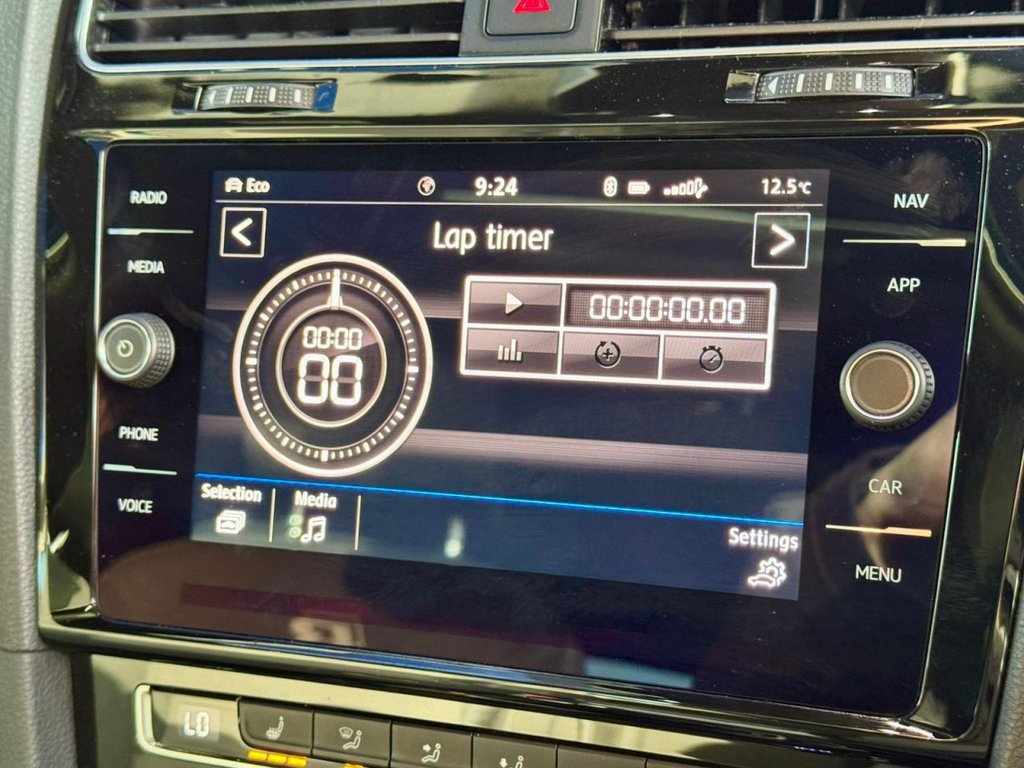 Eco 9:24 12.5°C
Lap timer
RADIO
MEDIA
PHONE
VOICE
00:00
00
00:00:00.00
Selection
Media
Settings
NAV
APP
CAR
MENU
LO